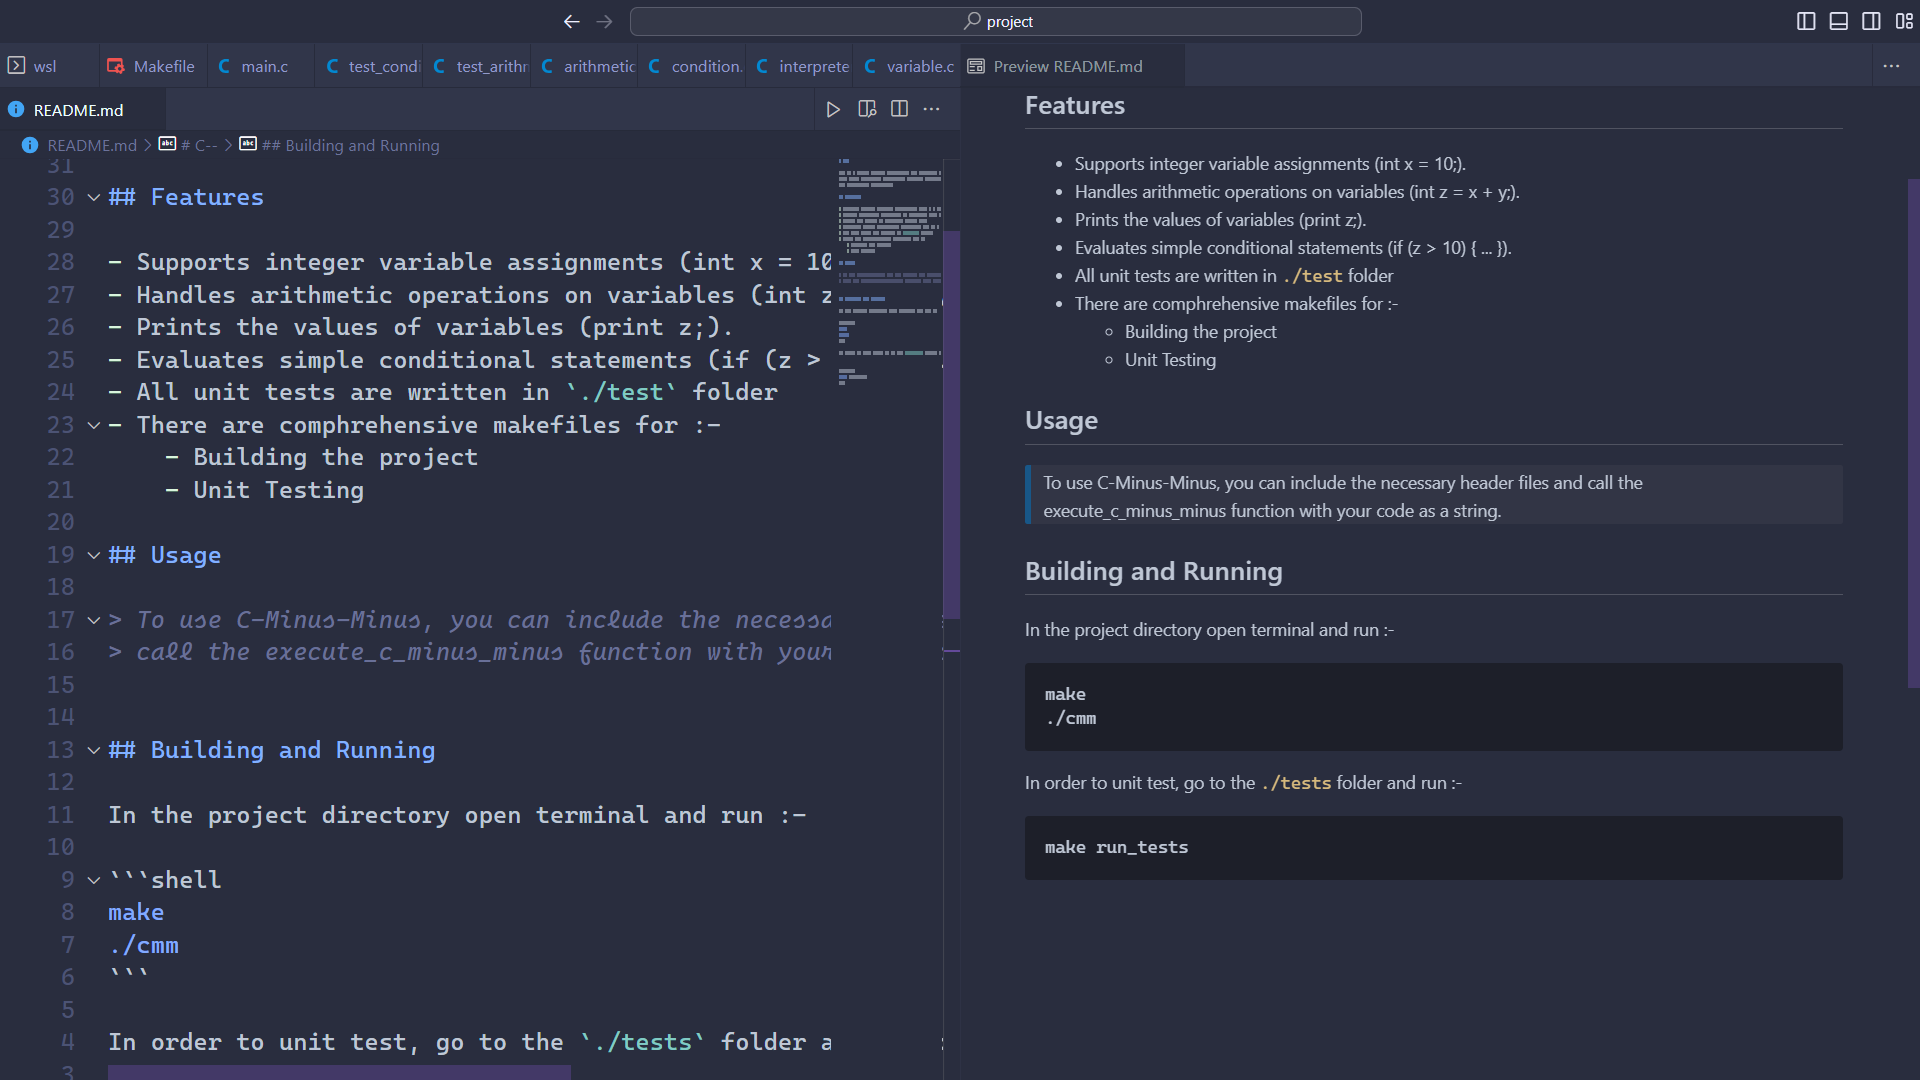 project
wsl
Makefile
main.c
test_condi
test_arithr
arithmetic
condition.
interprete
variable.c
Preview README.md
README.md
README.md > # C-- > ## Building and Running
31
30 ## Features
29
28 - Supports integer variable assignments (int x = 10
27 - Handles arithmetic operations on variables (int z
26 - Prints the values of variables (print z;).
25 - Evaluates simple conditional statements (if (z >
24 - All unit tests are written in `./test` folder
23 - There are comphrehensive makefiles for :-
22 - Building the project
21 - Unit Testing
20
19 ## Usage
18
17 > To use C-Minus-Minus, you can include the necessa
16 > call the execute_c_minus_minus function with your
15
14
13 ## Building and Running
12
11 In the project directory open terminal and run :-
10
9 ```shell
8 make
7 ./cmm
6 ```
5
4 In order to unit test, go to the `./tests` folder a
3
Features
• Supports integer variable assignments (int x = 10;).
• Handles arithmetic operations on variables (int z = x + y;).
• Prints the values of variables (print z;).
• Evaluates simple conditional statements (if (z > 10) { ... }).
• All unit tests are written in ./test folder
• There are comphrehensive makefiles for :-
◦ Building the project
◦ Unit Testing
Usage
To use C-Minus-Minus, you can include the necessary header files and call the
execute_c_minus_minus function with your code as a string.
Building and Running
In the project directory open terminal and run :-
make
./cmm
In order to unit test, go to the ./tests folder and run :-
make run_tests